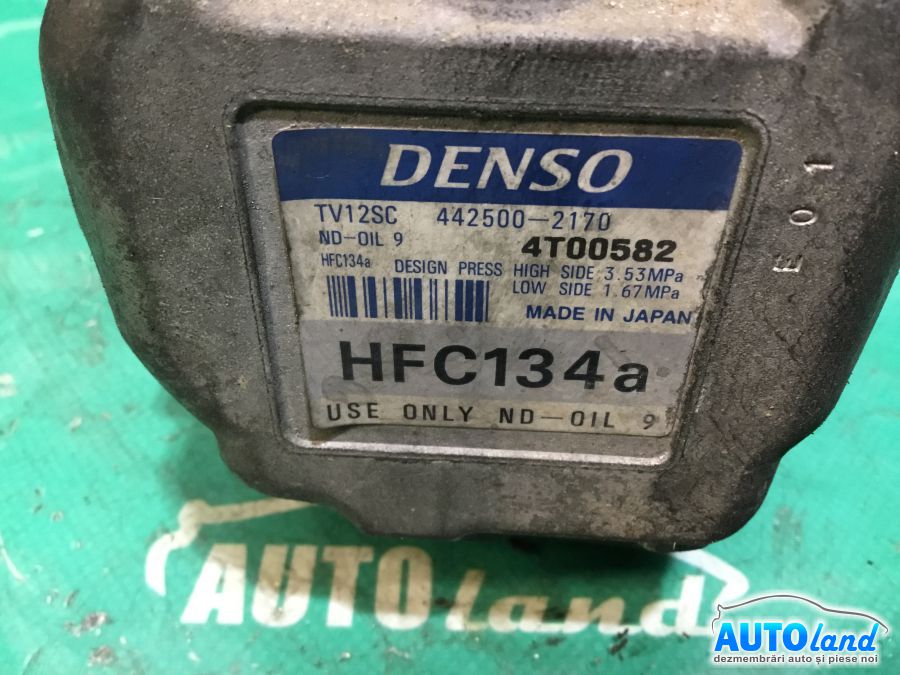 DENSO
TV12SC 442500-2170
ND-OIL 9 4T00582
HFC134a DESIGN PRESS HIGH SIDE 3.53MPa
LOW SIDE 1.67MPa
MADE IN JAPAN
HFC134a
USE ONLY ND-OIL 9
E01
AUTOland
AUTOland
dezmembrări auto și piese noi